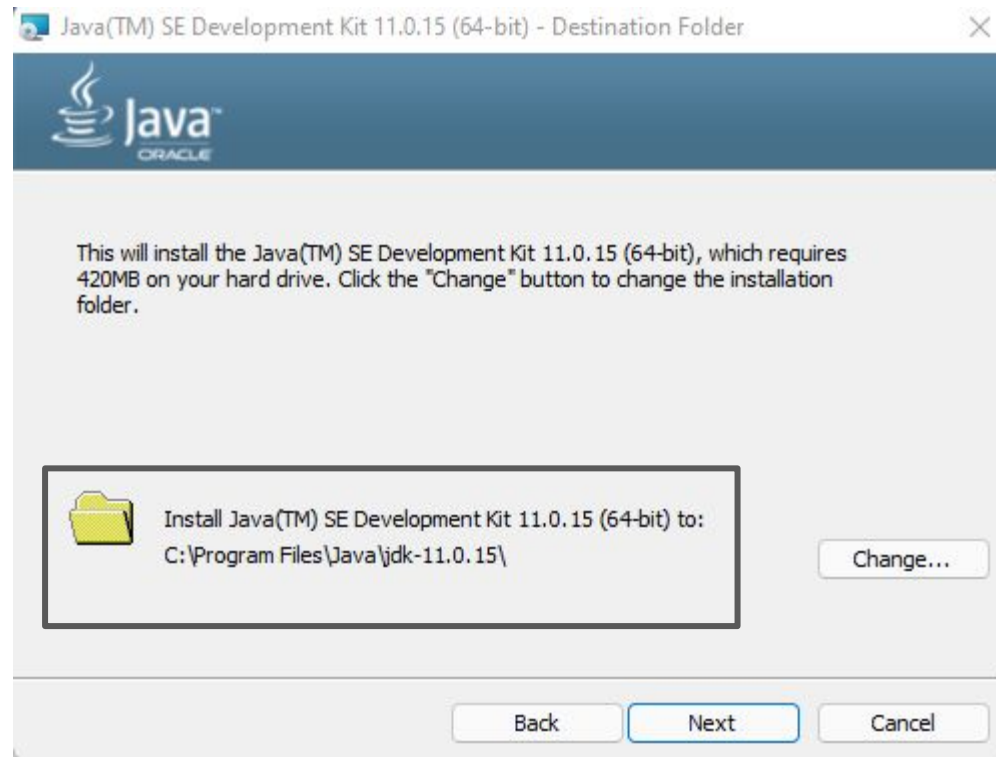 Java(TM) SE Development Kit 11.0.15 (64-bit) - Destination Folder
Java™
ORACLE
This will install the Java(TM) SE Development Kit 11.0.15 (64-bit), which requires
420MB on your hard drive. Click the "Change" button to change the installation
folder.
Install Java(TM) SE Development Kit 11.0.15 (64-bit) to:
C:\Program Files\Java\jdk-11.0.15\
Change...
Back
Next
Cancel